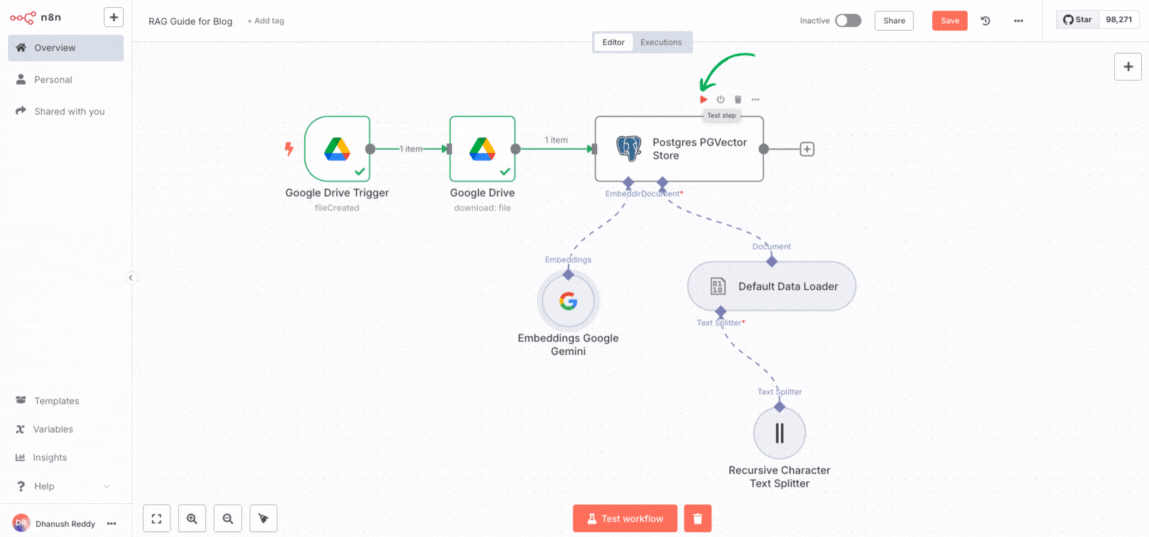 n8n
RAG Guide for Blog
+ Add tag
Inactive
Share
Save
Star
98,271
Editor
Executions
Overview
Personal
Shared with you
Test step
1 item
1 item
Postgres PGVector
Store
Google Drive Trigger
fileCreated
Google Drive
download: file
Document*
Embeddings
Document
Default Data Loader
Embeddings Google
Gemini
Text Splitter*
Text Splitter
Recursive Character
Text Splitter
Templates
Variables
Insights
Help
DR
Dhanush Reddy
Test workflow